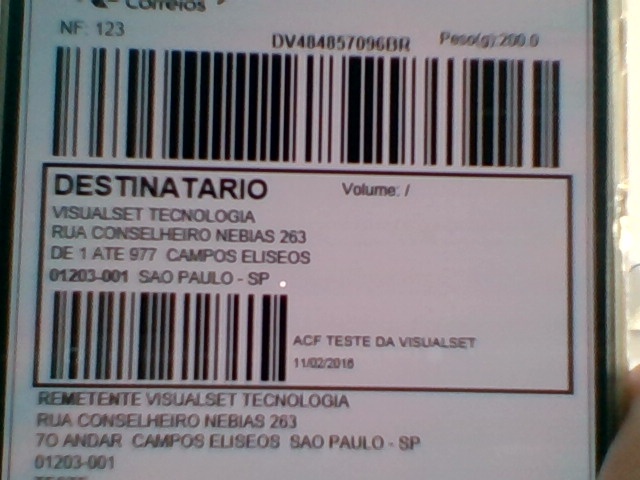 Correios
NF: 123
DV484857096BR
Peso(g):200.0
DESTINATARIO
Volume: /
VISUALSET TECNOLOGIA
RUA CONSELHEIRO NEBIAS 263
DE 1 ATE 977 CAMPOS ELISEOS
01203-001 SAO PAULO - SP
ACF TESTE DA VISUALSET
11/02/2016
REMETENTE VISUALSET TECNOLOGIA
RUA CONSELHEIRO NEBIAS 263
7O ANDAR CAMPOS ELISEOS SAO PAULO - SP
01203-001